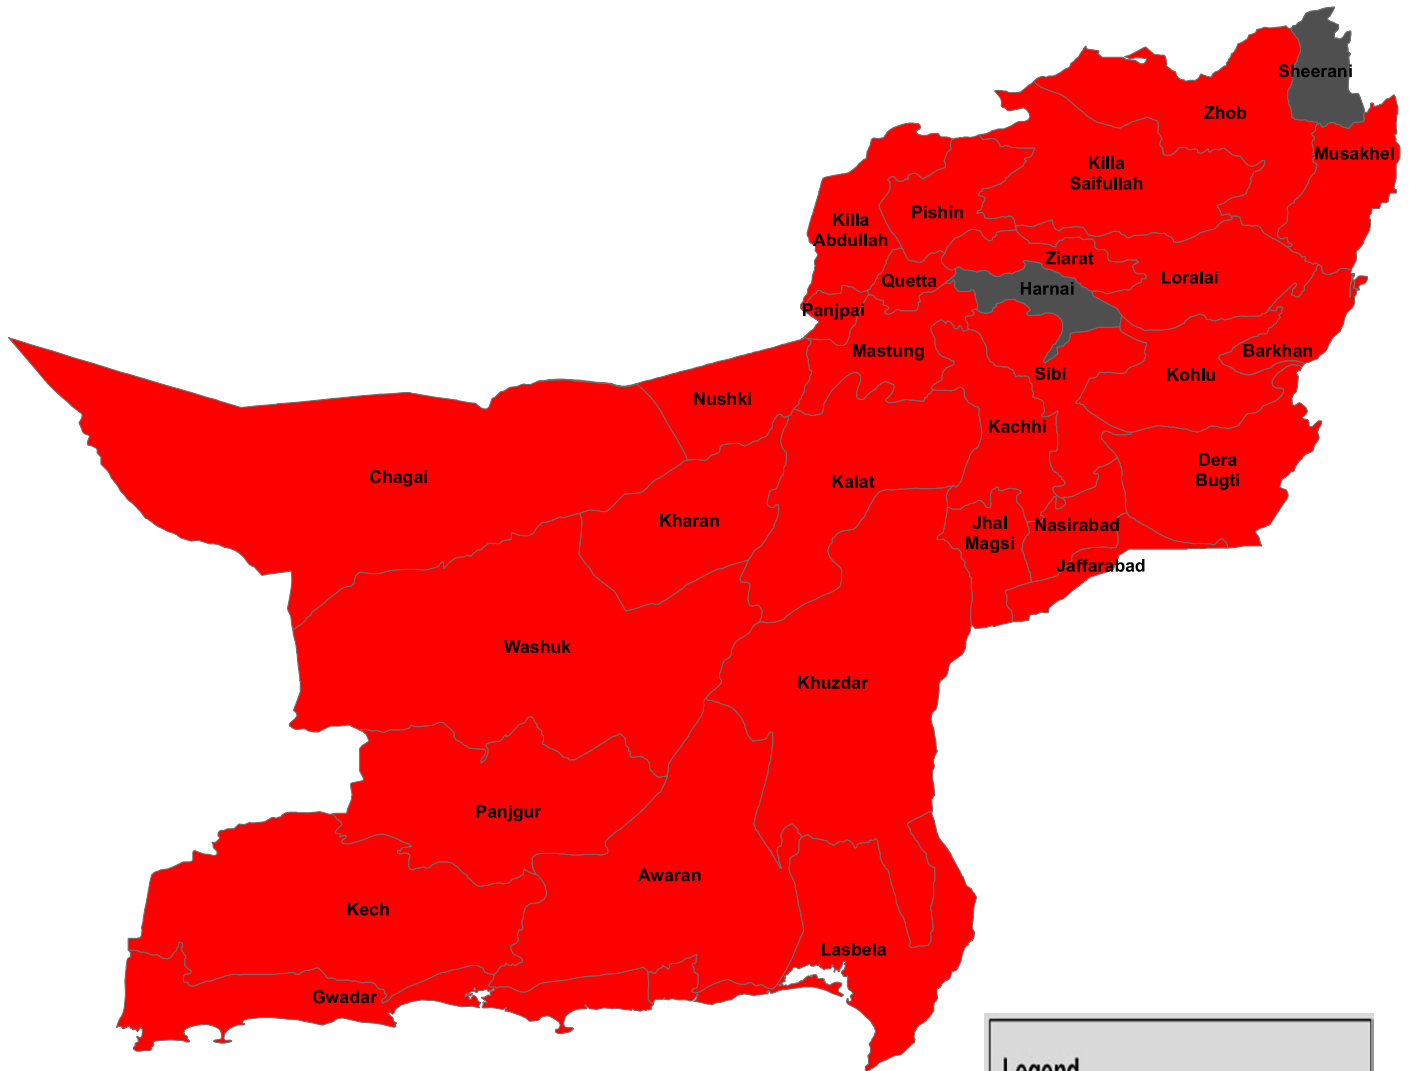 Sheerani
Zhob
Musakhel
Killa
Saifullah
Pishin
Killa
Abdullah
Ziarat
Loralai
Quetta
Harnai
Panjpai
Mastung
Barkhan
Sibi
Kohlu
Nushki
Kachhi
Dera
Bugti
Chagai
Kalat
Kharan
Jhal
Magsi
Nasirabad
Jaffarabad
Washuk
Khuzdar
Panjgur
Awaran
Kech
Lasbela
Gwadar
Legend